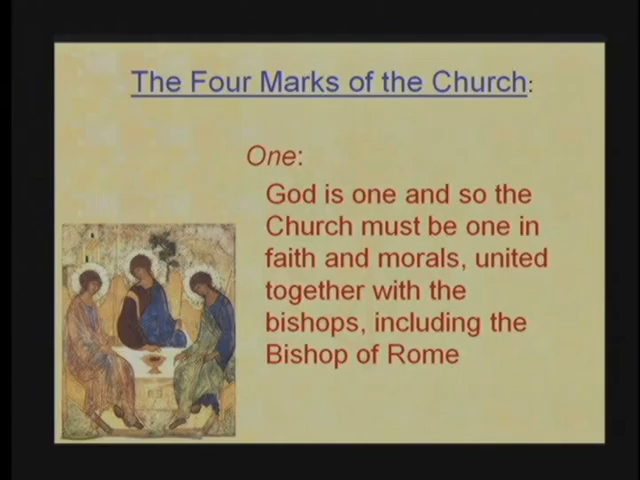 The Four Marks of the Church:
One:
God is one and so the
Church must be one in
faith and morals, united
together with the
bishops, including the
Bishop of Rome